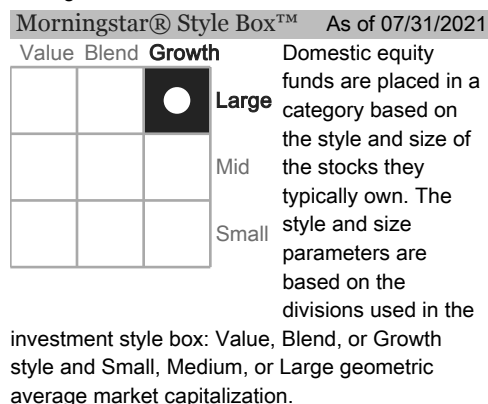 Morningstar® Style Box™ As of 07/31/2021
Value Blend Growth
Large
Mid
Small
Domestic equity
funds are placed in a
category based on
the style and size of
the stocks they
typically own. The
style and size
parameters are
based on the
divisions used in the
investment style box: Value, Blend, or Growth
style and Small, Medium, or Large geometric
average market capitalization.